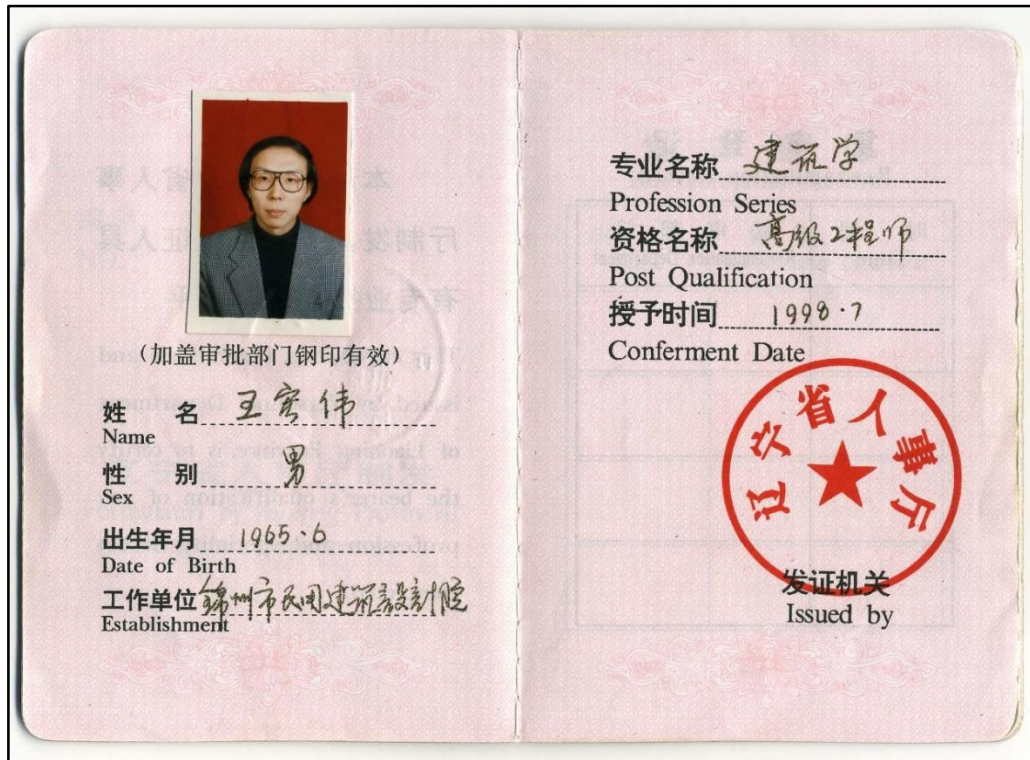 (加盖审批部门钢印有效)
姓 名 王宏伟
Name
性 别 男
Sex
出生年月 1965·6
Date of Birth
工作单位 锦州市民用建筑設計院
Establishment
专业名称 建筑学
Profession Series
资格名称 高级工程师
Post Qualification
授予时间 1998·7
Conferment Date
辽宁省人事厅
发证机关
Issued by